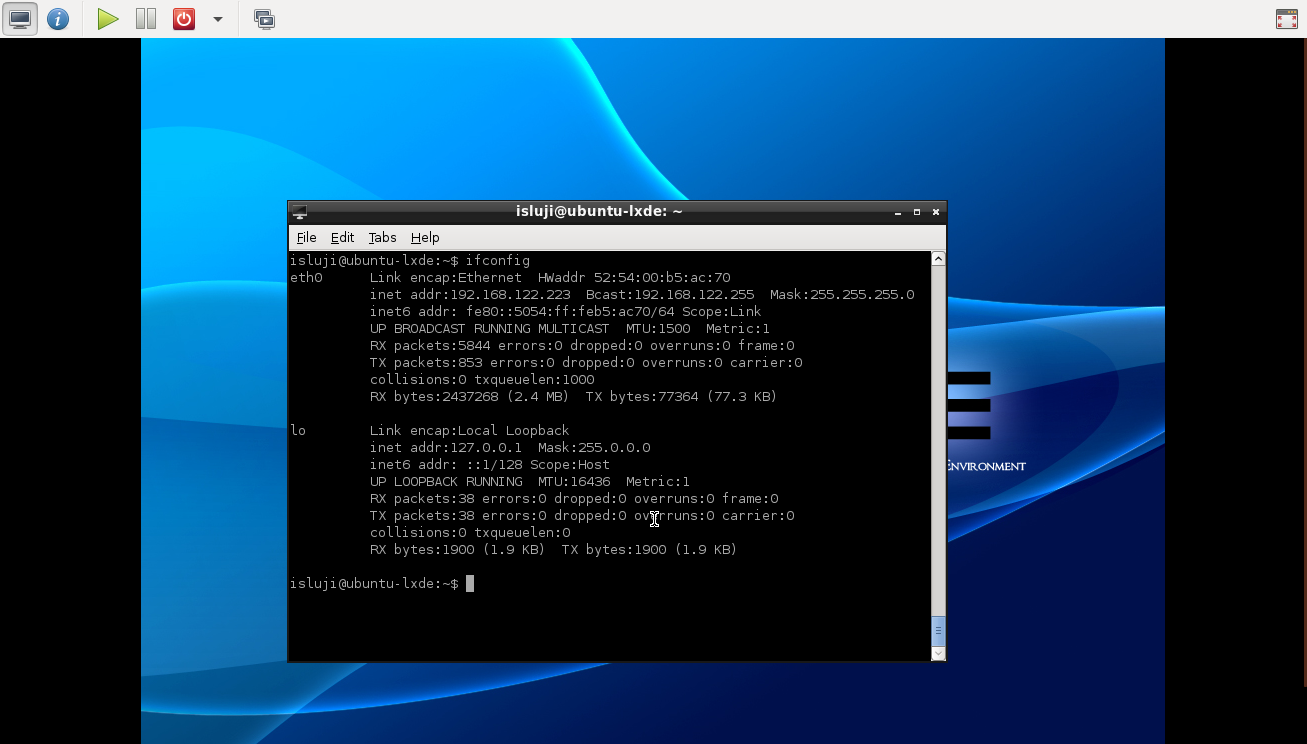 isluji@ubuntu-lxde: ~
File Edit Tabs Help
isluji@ubuntu-lxde:~$ ifconfig
eth0      Link encap:Ethernet  HWaddr 52:54:00:b5:ac:70
          inet addr:192.168.122.223  Bcast:192.168.122.255  Mask:255.255.255.0
          inet6 addr: fe80::5054:ff:feb5:ac70/64 Scope:Link
          UP BROADCAST RUNNING MULTICAST  MTU:1500  Metric:1
          RX packets:5844 errors:0 dropped:0 overruns:0 frame:0
          TX packets:853 errors:0 dropped:0 overruns:0 carrier:0
          collisions:0 txqueuelen:1000
          RX bytes:2437268 (2.4 MB)  TX bytes:77364 (77.3 KB)
lo        Link encap:Local Loopback
          inet addr:127.0.0.1  Mask:255.0.0.0
          inet6 addr: ::1/128 Scope:Host
          UP LOOPBACK RUNNING  MTU:16436  Metric:1
          RX packets:38 errors:0 dropped:0 overruns:0 frame:0
          TX packets:38 errors:0 dropped:0 overruns:0 carrier:0
          collisions:0 txqueuelen:0
          RX bytes:1900 (1.9 KB)  TX bytes:1900 (1.9 KB)
isluji@ubuntu-lxde:~$
ENVIRONMENT